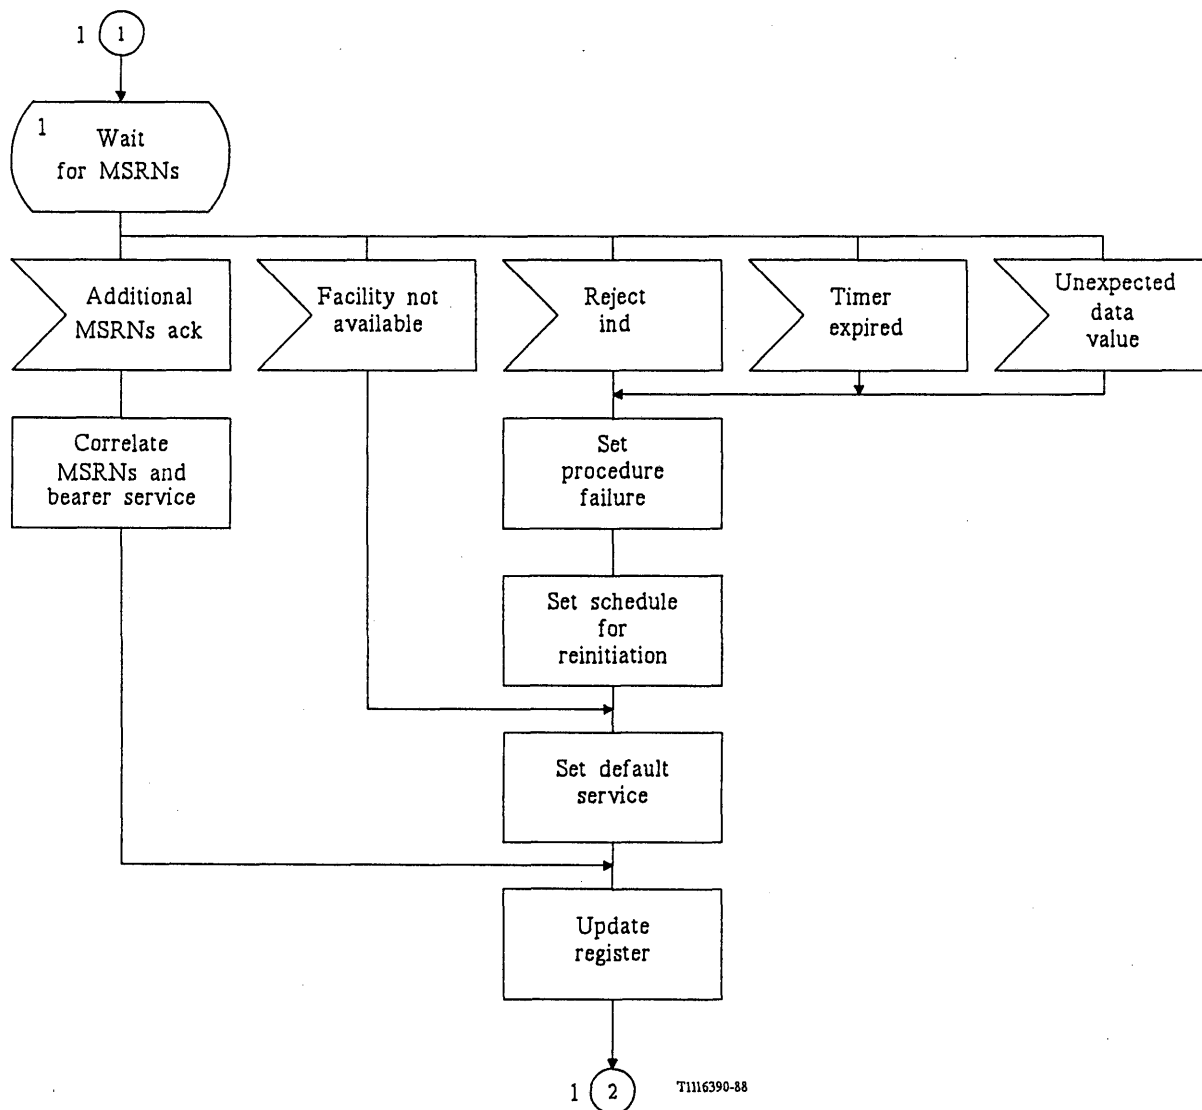 1 1
1
Wait
for MSRNs
Additional
MSRNs ack
Facility not
available
Reject
ind
Timer
expired
Unexpected
data
value
Correlate
MSRNs and
bearer service
Set
procedure
failure
Set schedule
for
reinitiation
Set default
service
Update
register
1 2
T1116390-88